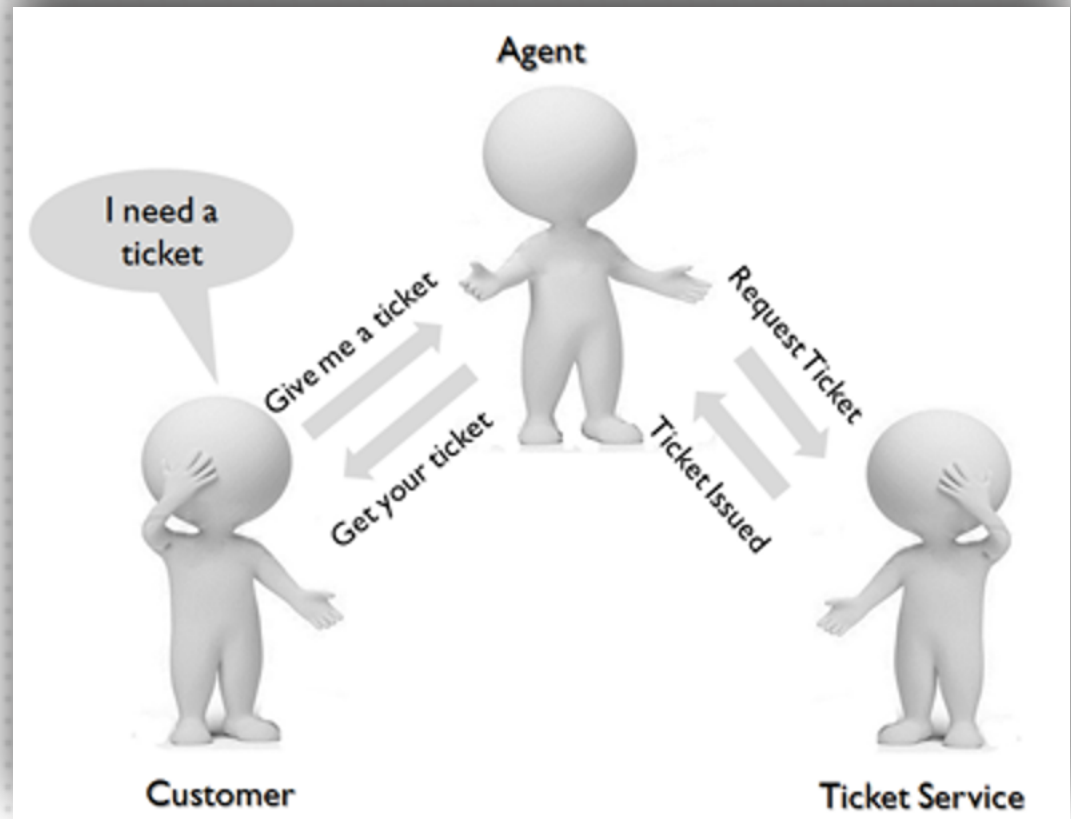 Agent
I need a
ticket
Give me a ticket
Get your ticket
Request Ticket
Ticket Issued
Customer
Ticket Service